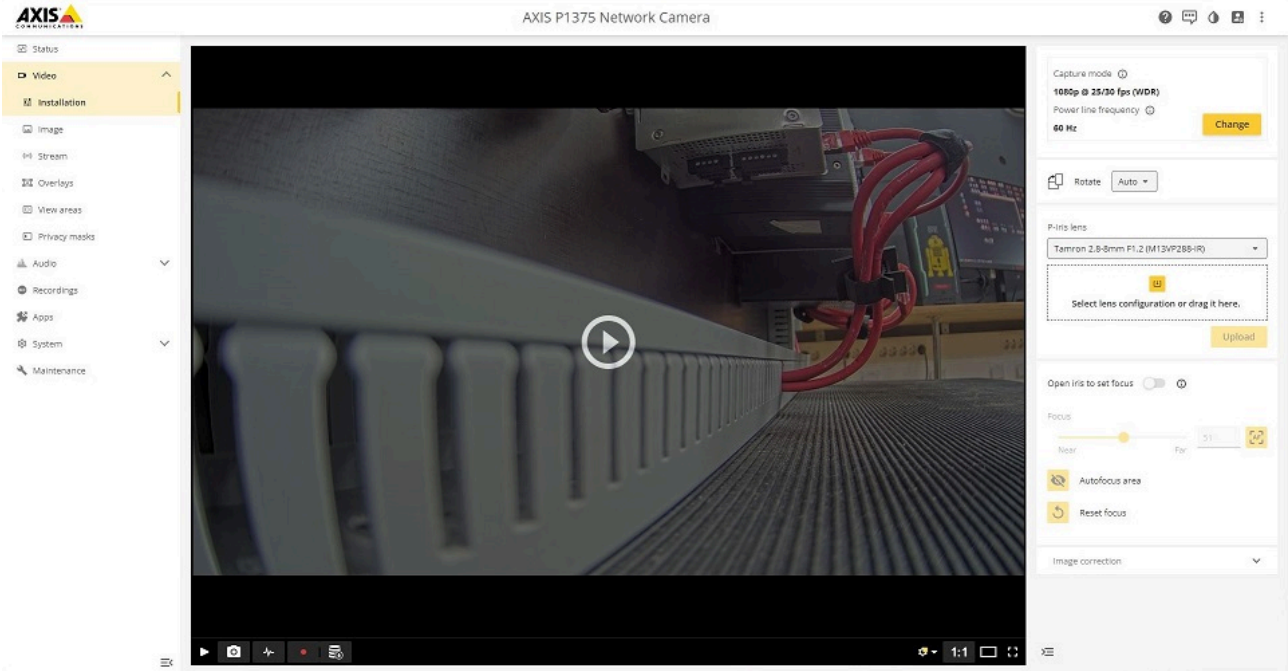 AXIS
COMMUNICATIONS
AXIS P1375 Network Camera
Status
Video
Installation
Image
Stream
Overlays
View areas
Privacy masks
Audio
Recordings
Apps
System
Maintenance
1:1
Capture mode
1080p @ 25/30 fps (WDR)
Power line frequency
60 Hz
Change
Rotate
Auto
P-Iris lens
Tamron 2.8-8mm F1.2 (M13VP288-IR)
Select lens configuration or drag it here.
Upload
Open iris to set focus
Focus
51
AF
Near
Far
Autofocus area
Reset focus
Image correction